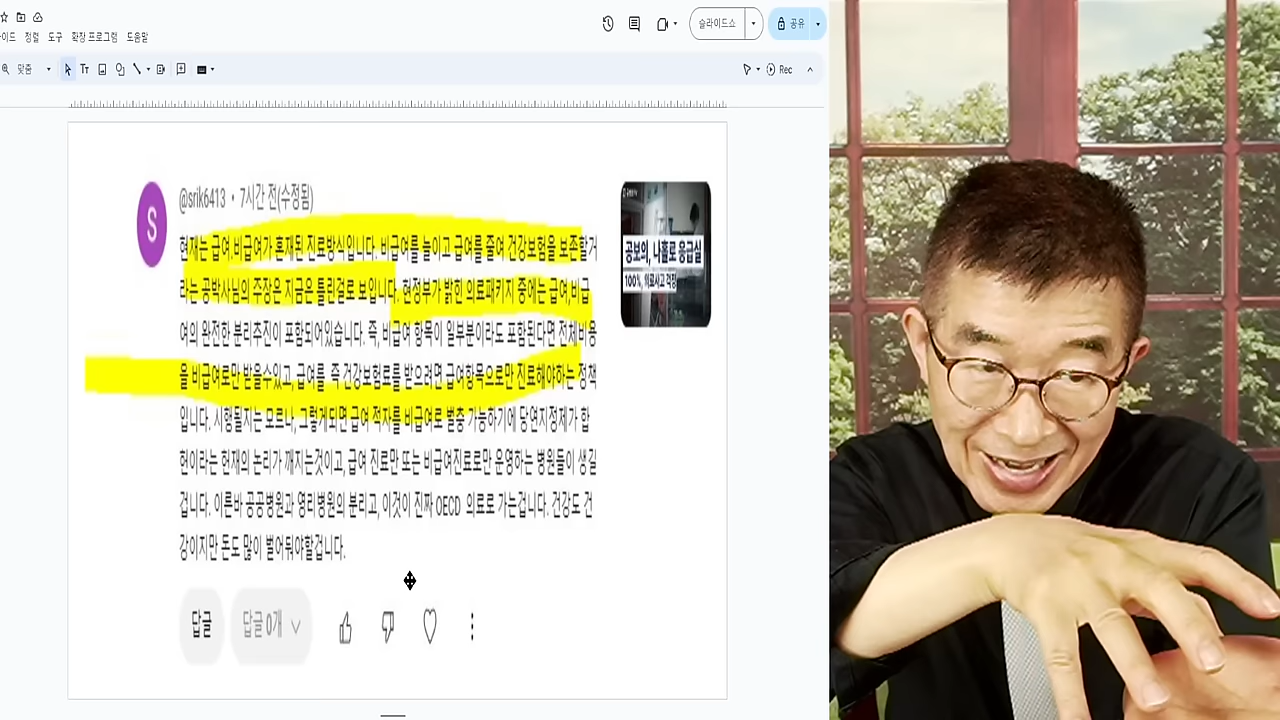 이드 정렬 도구 확장 프로그램 도움말
슬라이드쇼
공유
맞춤
Tт
Rec
S
@srik6413 · 7시간 전(수정됨)
현재는 급여,비급여가 혼재된 진료방식입니다. 비급여를 늘이고 급여를 줄여 건강보험을 보존할거
라는 공박사님의 주장은 지금은 틀린걸로 보입니다. 현정부가 밝힌 의료패키지 중에는 급여,비급
여의 완전한 분리추진이 포함되어있습니다. 즉, 비급여 항목이 일부분이라도 포함된다면 전체비용
을 비급여로만 받을수있고, 급여를 즉 건강보험료를 받으려면 급여항목으로만 진료해야하는 정책
입니다. 시행될지는 모르나, 그렇게되면 급여 적자를 비급여로 벌충 가능하기에 당연지정제가 합
헌이라는 헌재의 논리가 깨지는것이고, 급여 진료만 또는 비급여진료로만 운영하는 병원들이 생길
겁니다. 이른바 공공병원과 영리병원의 분리고, 이것이 진짜 OECD 의료로 가는겁니다. 건강도 건
강이지만 돈도 많이 벌어둬야할겁니다.
공보의, 나홀로 응급실
100%, 의료사고 걱정
답글
답글 0개